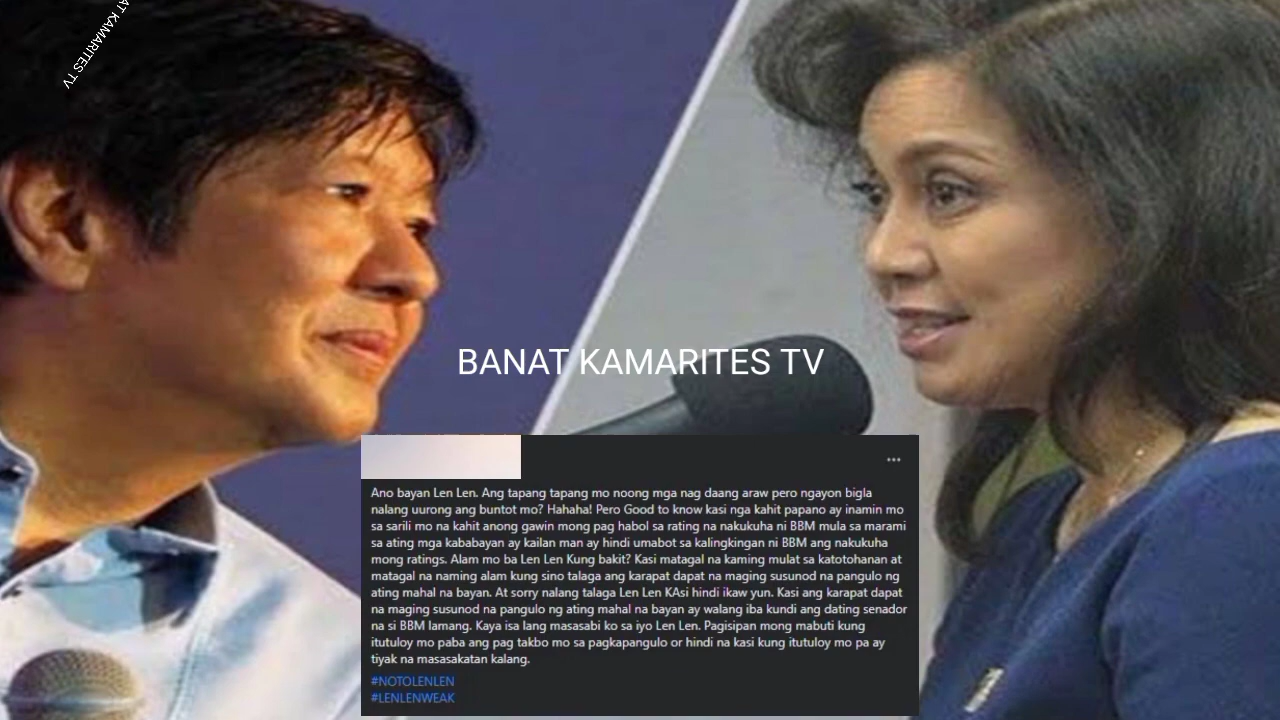 AT KAMARITES TV
BANAT KAMARITES TV
Ano bayan Len Len. Ang tapang tapang mo noong mga nag daang araw pero ngayon bigla
nalang uurong ang buntot mo? Hahaha! Pero Good to know kasi nga kahit papano ay inamin mo
sa sarili mo na kahit anong gawin mong pag habol sa rating na nakukuha ni BBM mula sa marami
sa ating mga kababayan ay kailan man ay hindi umabot sa kalingkingan ni BBM ang nakukuha
mong ratings. Alam mo ba Len Len Kung bakit? Kasi matagal na kaming mulat sa katotohanan at
matagal na naming alam kung sino talaga ang karapat dapat na maging susunod na pangulo ng
ating mahal na bayan. At sorry nalang talaga Len Len KAsi hindi ikaw yun. Kasi ang karapat dapat
na maging susunod na pangulo ng ating mahal na bayan ay walang iba kundi ang dating senador
na si BBM lamang. Kaya isa lang masasabi ko sa iyo Len Len. Pagisipan mong mabuti kung
itutuloy mo paba ang pag takbo mo sa pagkapangulo or hindi na kasi kung itutuloy mo pa ay
tiyak na masasakatan kalang.
#NOTOLENLEN
#LENLENWEAK